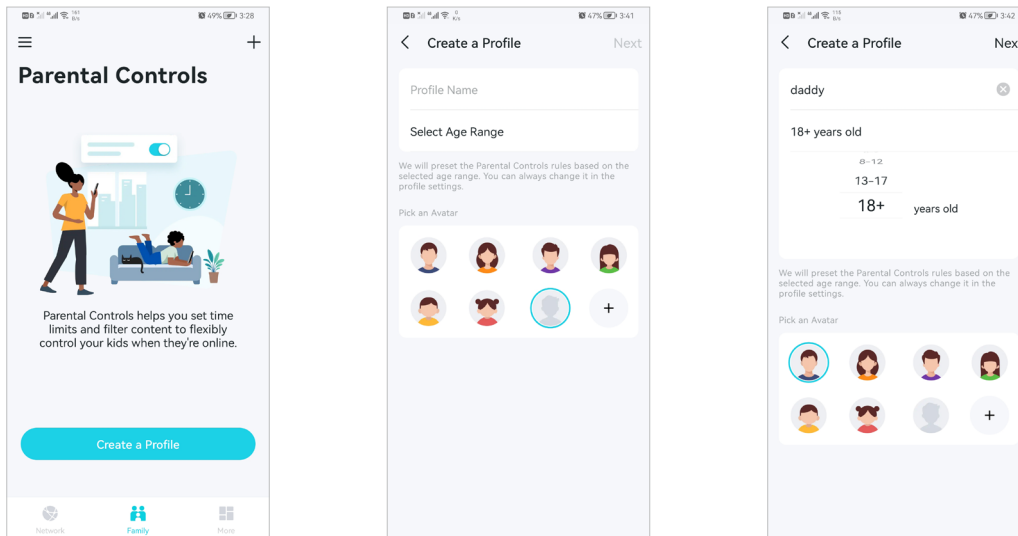 161
B/s
49%
3:28
Parental Controls
Parental Controls helps you set time
limits and filter content to flexibly
control your kids when they're online.
Create a Profile
Network
Family
More
0
K/s
47%
3:41
Create a Profile
Next
Profile Name
Select Age Range
We will preset the Parental Controls rules based on the
selected age range. You can always change it in the
profile settings.
Pick an Avatar
+
115
B/s
47%
3:42
Create a Profile
Nex
daddy
18+ years old
8-12
13-17
18+ years old
We will preset the Parental Controls rules based on the
selected age range. You can always change it in the
profile settings.
Pick an Avatar
+